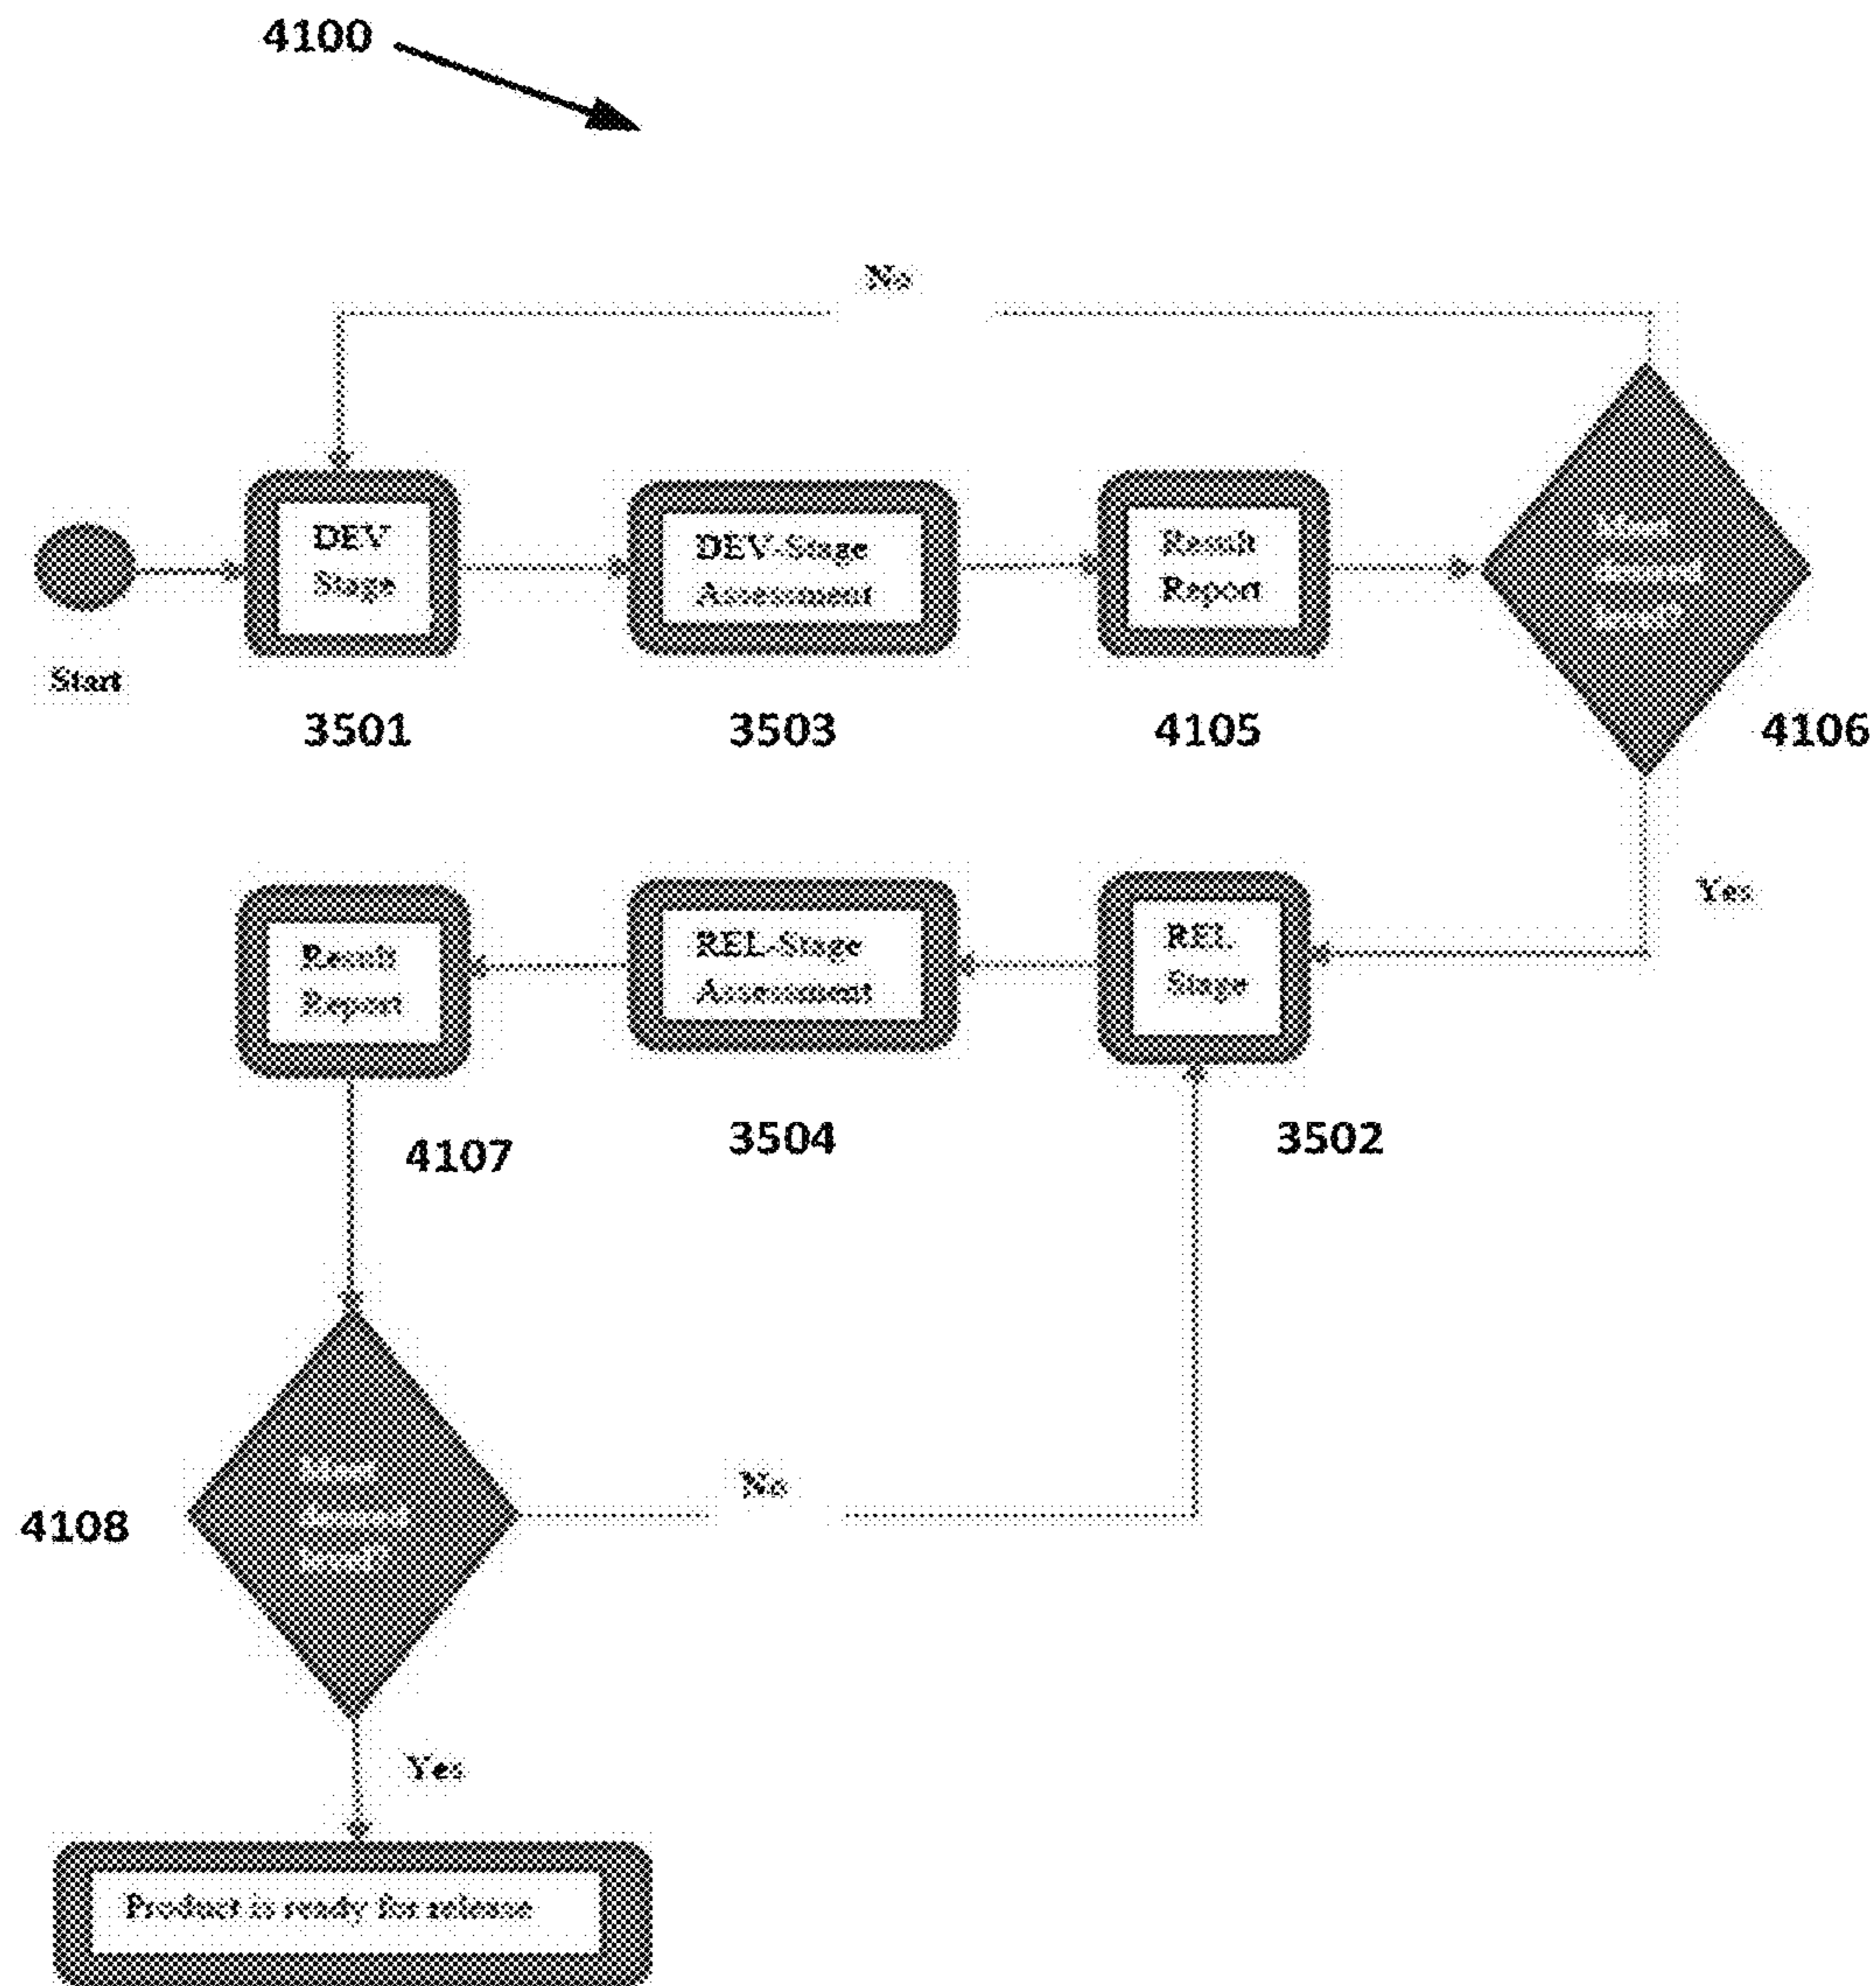 4100
No
DEV
Stage
DEV-Stage
Assessment
Result
Report
Start
3501
3503
4105
4106
Yes
Result
Report
REL-Stage
Assessment
REL
Stage
4107
3504
3502
No
4108
Yes
Product is ready for release